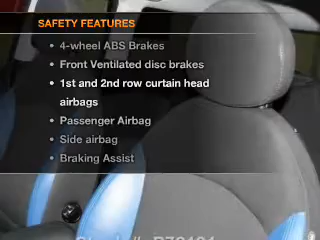 SAFETY FEATURES
• 4-wheel ABS Brakes
• Front Ventilated disc brakes
• 1st and 2nd row curtain head
airbags
• Passenger Airbag
• Side airbag
• Braking Assist